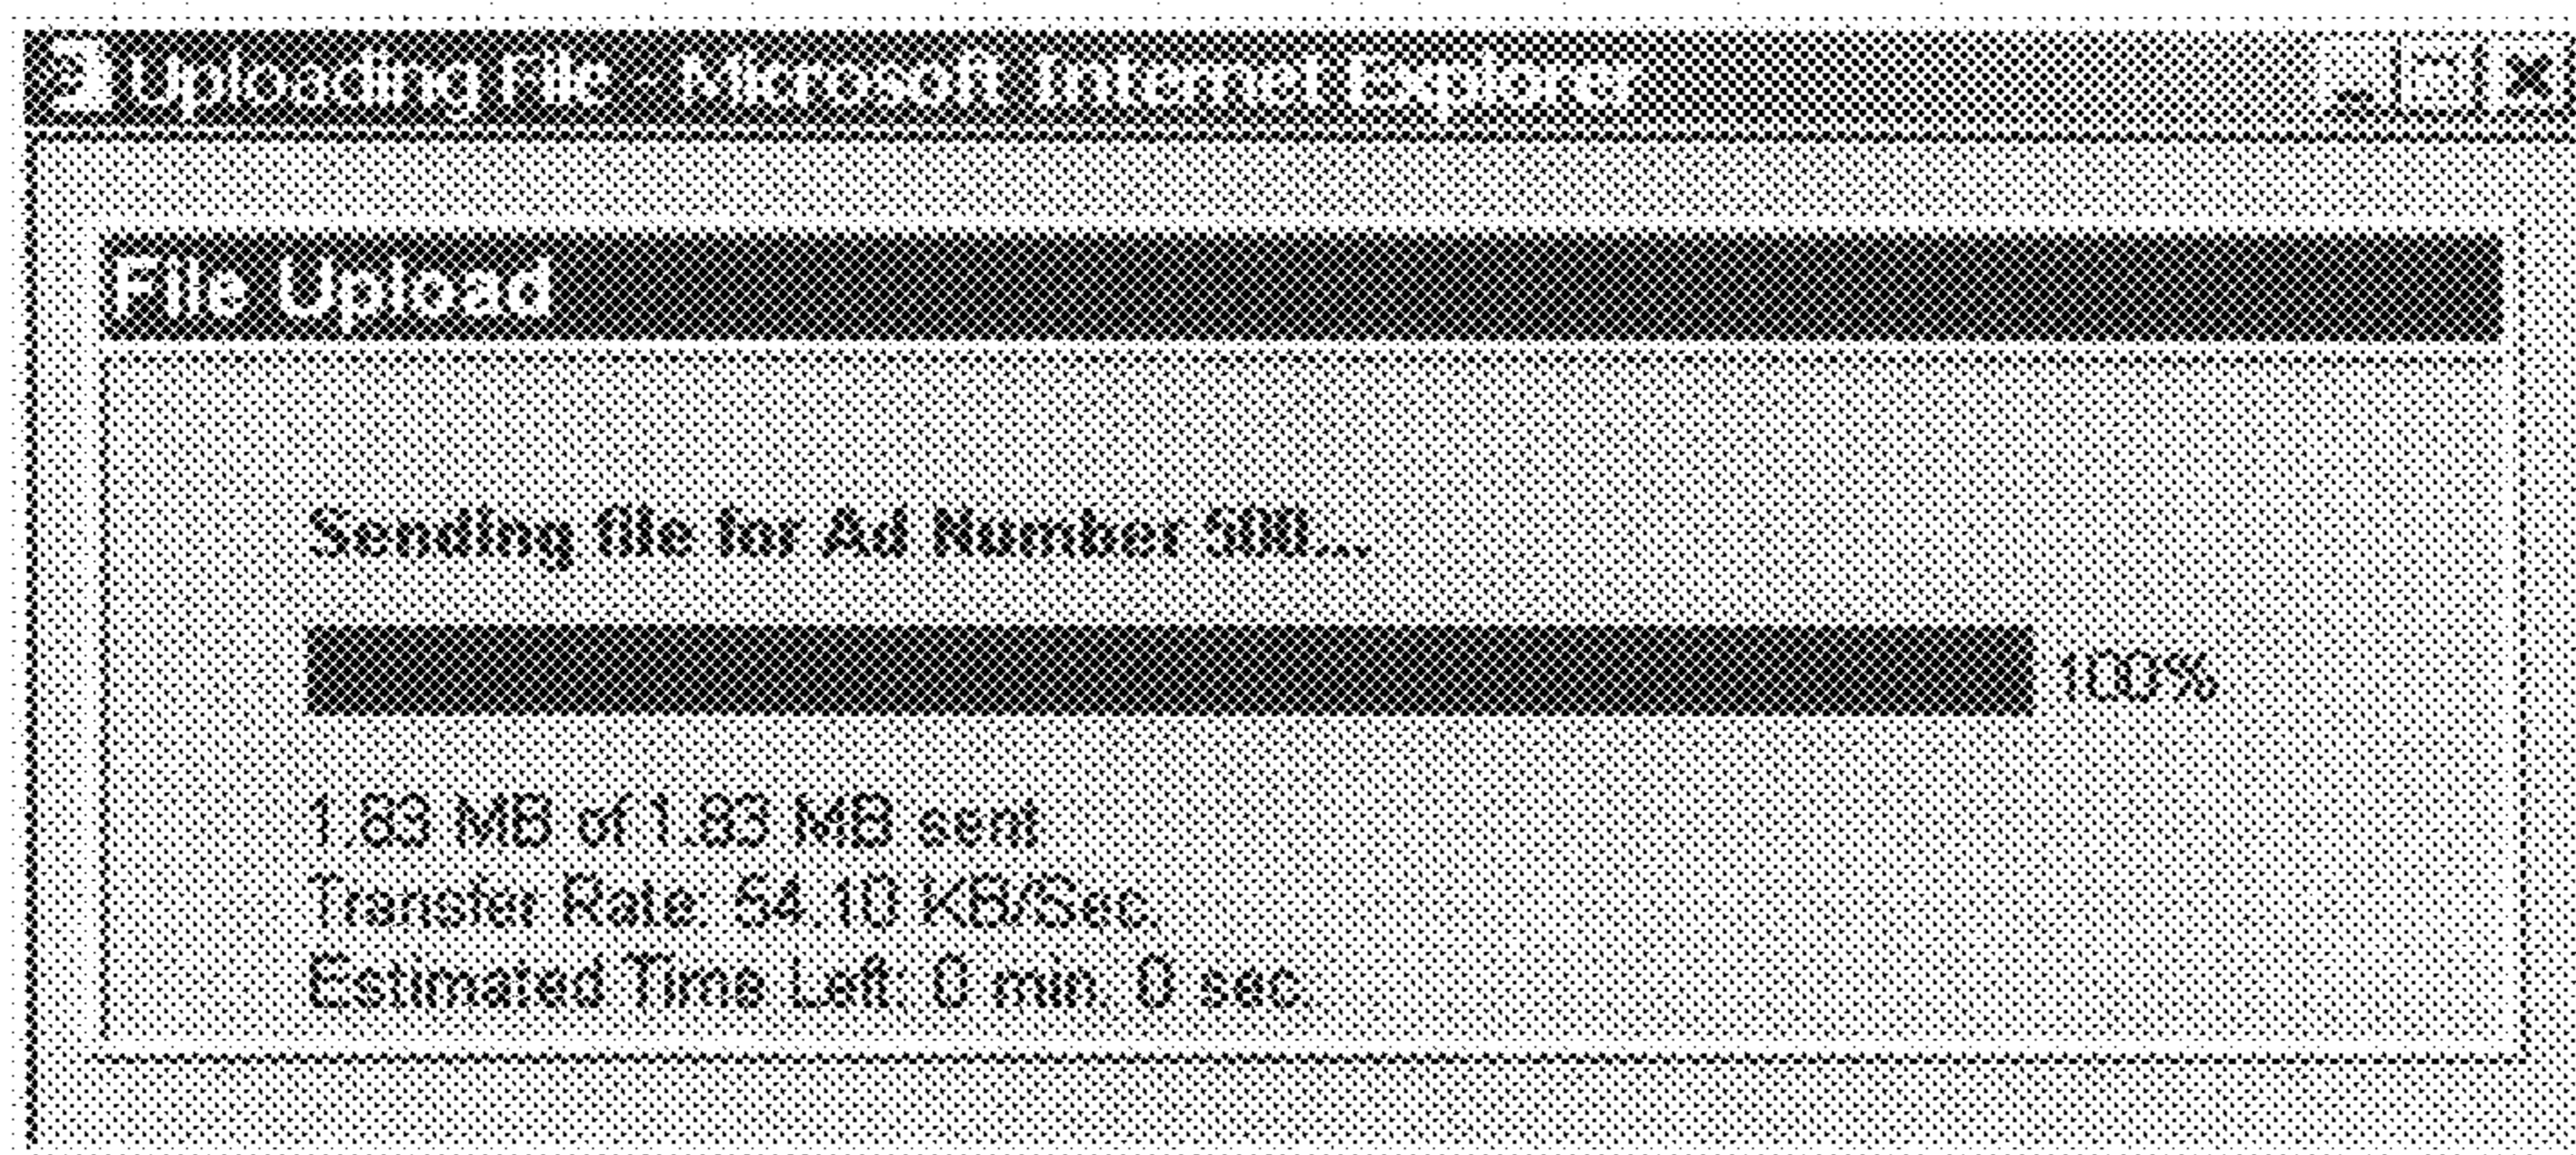 Uploading File - Microsoft Internet Explorer
File Upload
Sending file for Ad Number 500...
100%
1.83 MB of 1.83 MB sent
Transfer Rate: 54.10 KB/Sec.
Estimated Time Left: 0 min. 0 sec.